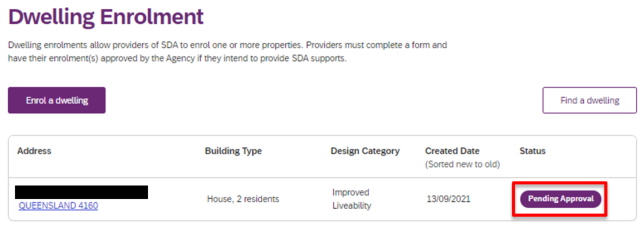 Dwelling Enrolment
Dwelling enrolments allow providers of SDA to enrol one or more properties. Providers must complete a form and
have their enrolment(s) approved by the Agency if they intend to provide SDA supports.
Enrol a dwelling
Find a dwelling
Address Building Type Design Category Created Date Status
(Sorted new to old)
QUEENSLAND 4160 House, 2 residents Improved Liveability 13/09/2021 Pending Approval